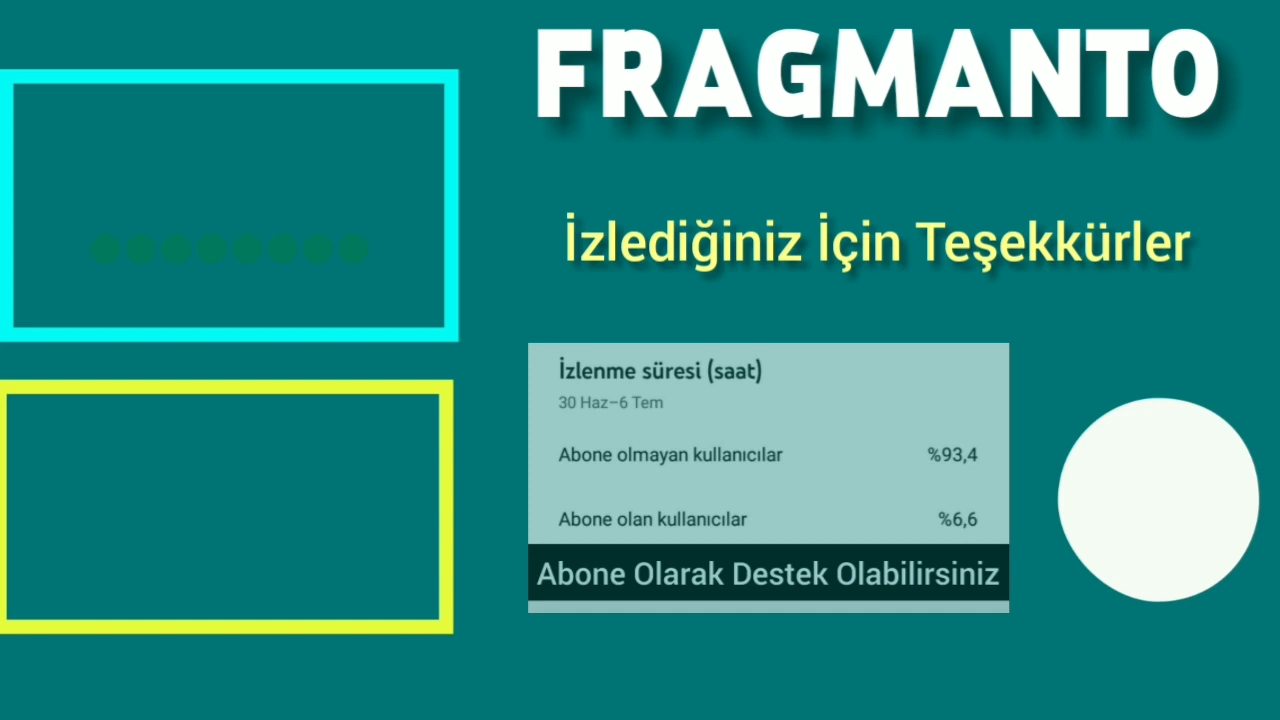 FRAGMANTO
İzlediğiniz İçin Teşekkürler
İzlenme süresi (saat)
30 Haz–6 Tem
Abone olmayan kullanıcılar %93,4
Abone olan kullanıcılar %6,6
Abone Olarak Destek Olabilirsiniz